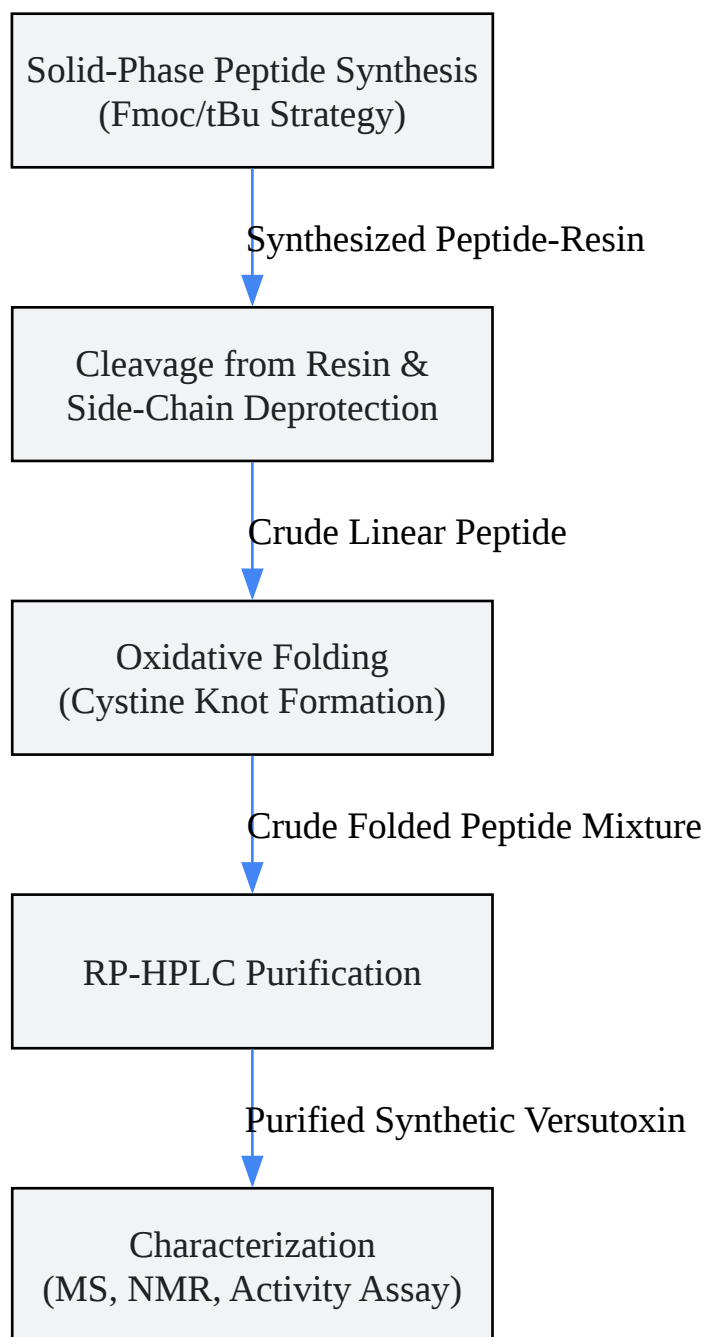 Solid-Phase Peptide Synthesis
(Fmoc/tBu Strategy)
Synthesized Peptide-Resin
Cleavage from Resin &
Side-Chain Deprotection
Crude Linear Peptide
Oxidative Folding
(Cystine Knot Formation)
Crude Folded Peptide Mixture
RP-HPLC Purification
Purified Synthetic Versutoxin
Characterization
(MS, NMR, Activity Assay)